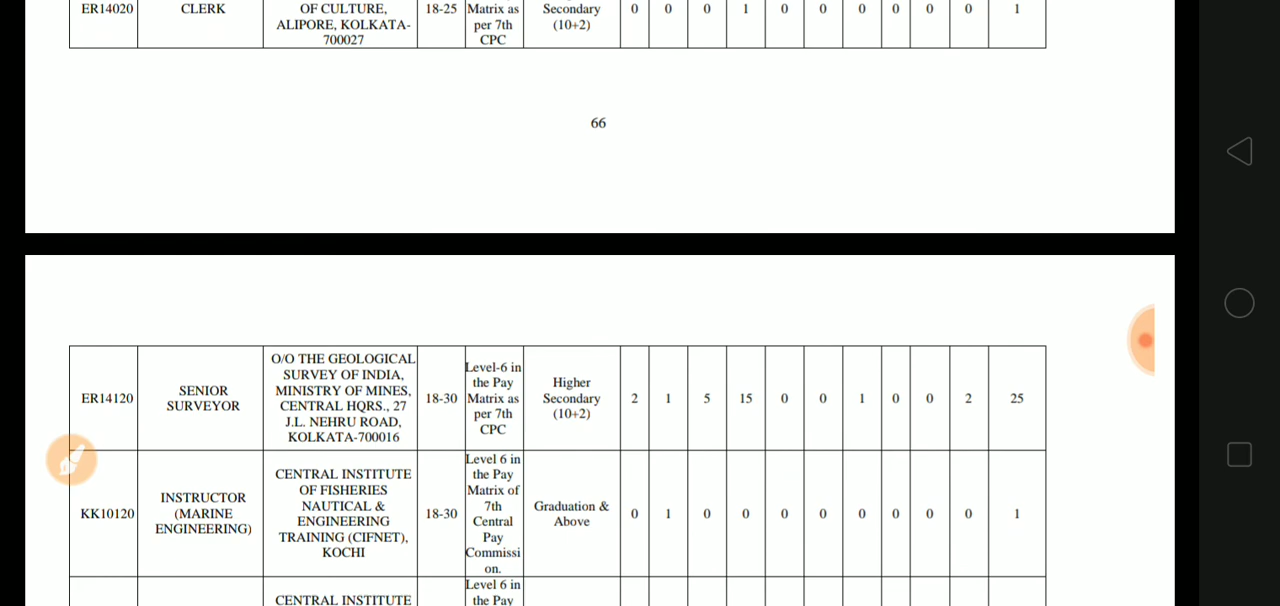 ER14020 CLERK OF CULTURE, ALIPORE, KOLKATA-700027 18-25 Matrix as per 7th CPC Secondary (10+2) 0 0 0 1 0 0 0 0 0 0 1
66
ER14120 SENIOR SURVEYOR O/O THE GEOLOGICAL SURVEY OF INDIA, MINISTRY OF MINES, CENTRAL HQRS., 27 J.L. NEHRU ROAD, KOLKATA-700016 18-30 Level-6 in the Pay Matrix as per 7th CPC Higher Secondary (10+2) 2 1 5 15 0 0 1 0 0 2 25
KK10120 INSTRUCTOR (MARINE ENGINEERING) CENTRAL INSTITUTE OF FISHERIES NAUTICAL & ENGINEERING TRAINING (CIFNET), KOCHI 18-30 Level 6 in the Pay Matrix of 7th Central Pay Commissi on. Graduation & Above 0 1 0 0 0 0 0 0 0 0 1
CENTRAL INSTITUTE Level 6 in the Pay